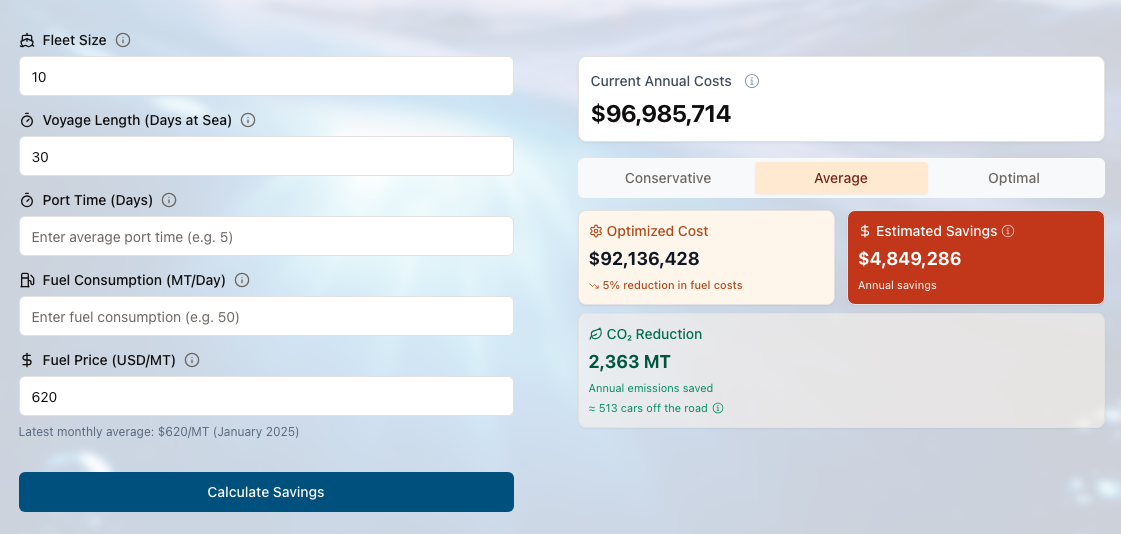 Fleet Size
10
Voyage Length (Days at Sea)
30
Port Time (Days)
Enter average port time (e.g. 5)
Fuel Consumption (MT/Day)
Enter fuel consumption (e.g. 50)
Fuel Price (USD/MT)
620
Latest monthly average: $620/MT (January 2025)
Calculate Savings
Current Annual Costs
$96,985,714
Conservative
Average
Optimal
Optimized Cost
$92,136,428
5% reduction in fuel costs
Estimated Savings
$4,849,286
Annual savings
CO₂ Reduction
2,363 MT
Annual emissions saved
≈ 513 cars off the road